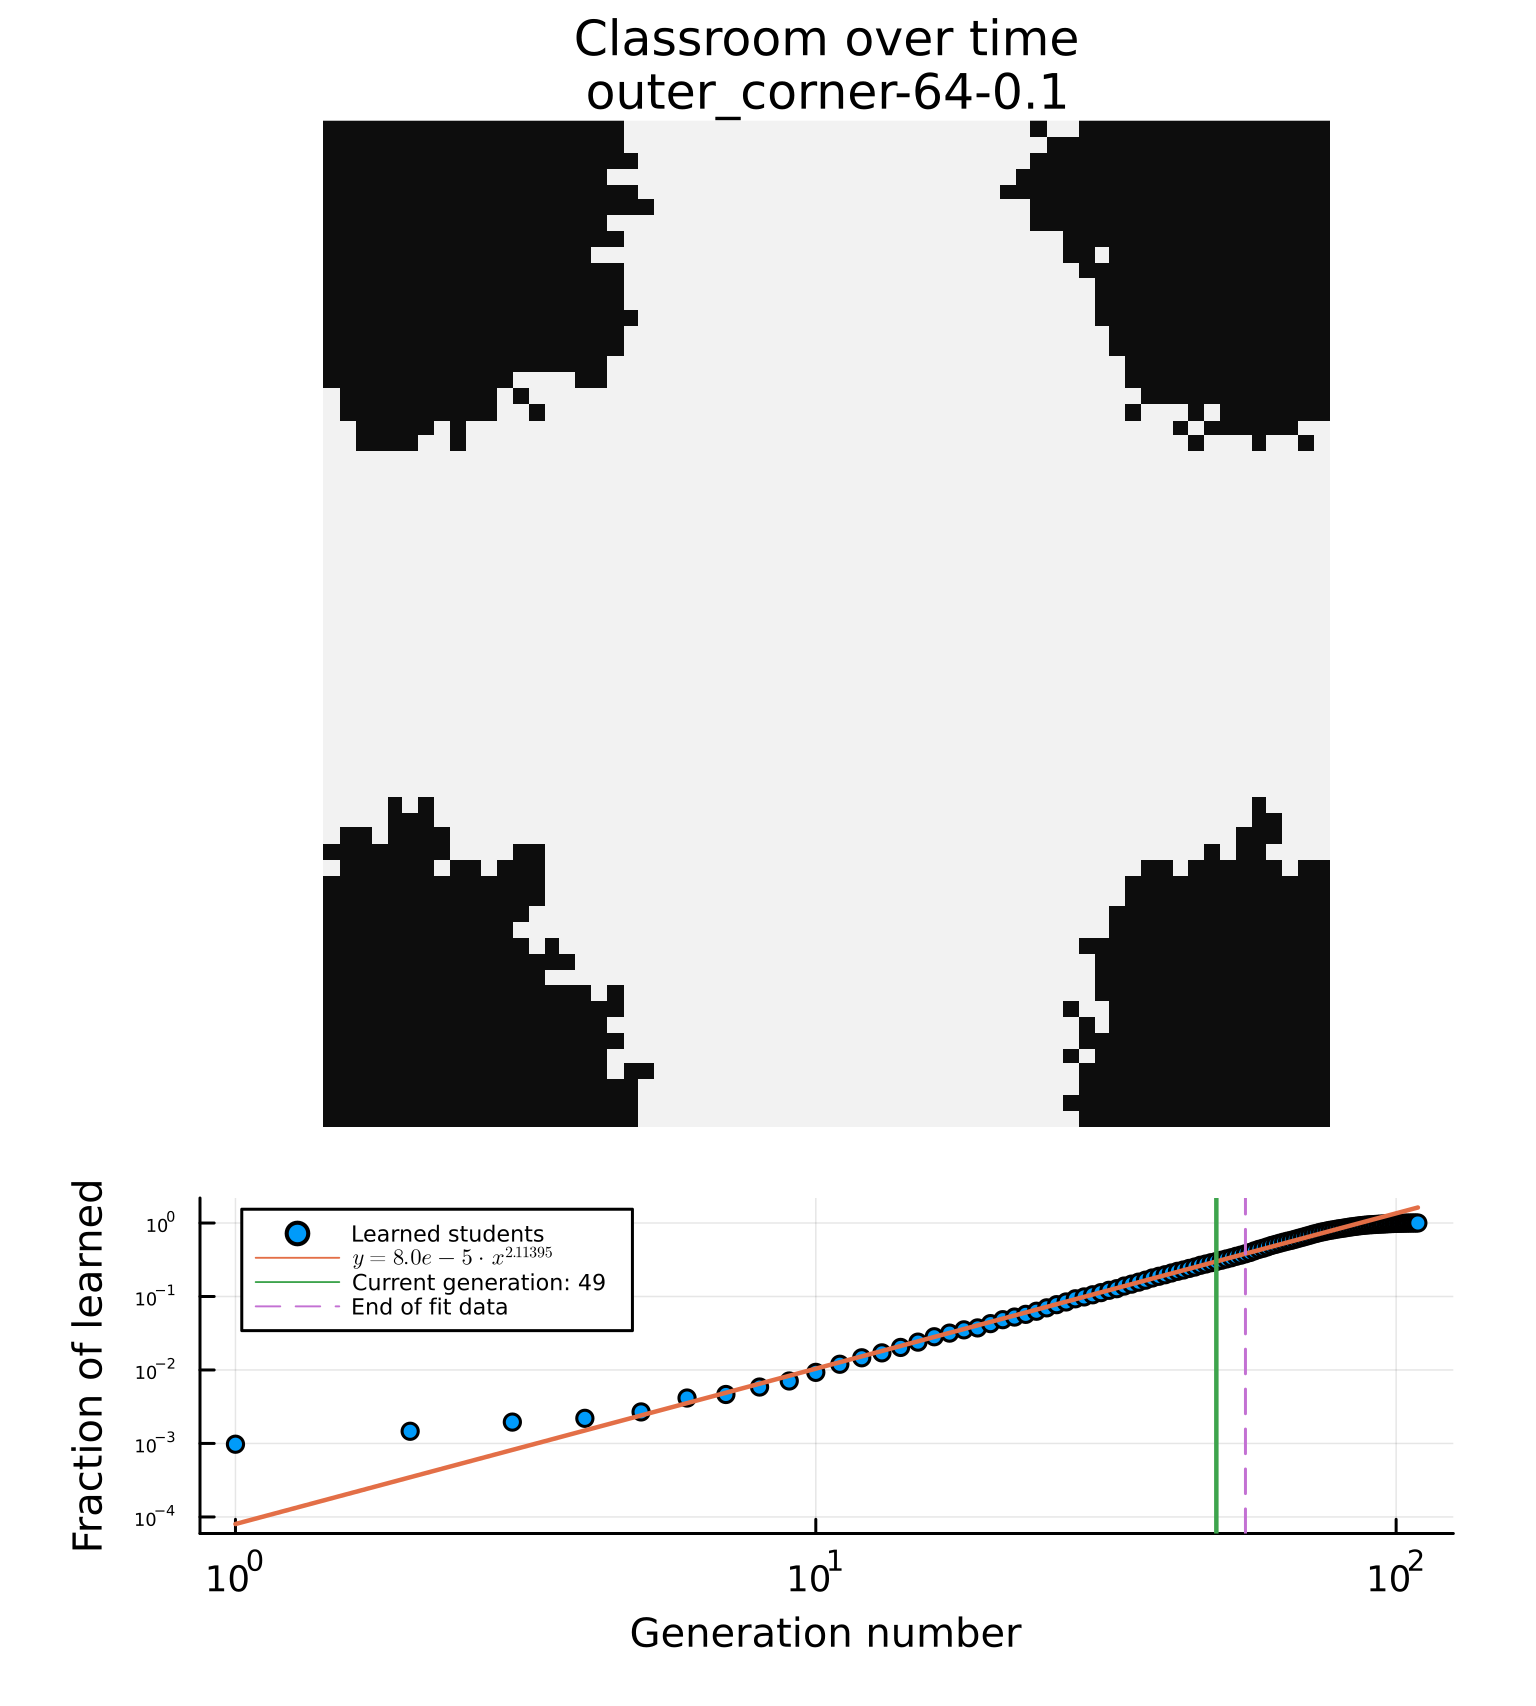 Classroom over time
outer_corner-64-0.1
Fraction of learned
10^0
10^-1
10^-2
10^-3
10^-4
Learned students
y = 8.0e − 5 · x^2.11395
Current generation: 49
End of fit data
10^0 10^1 10^2
Generation number